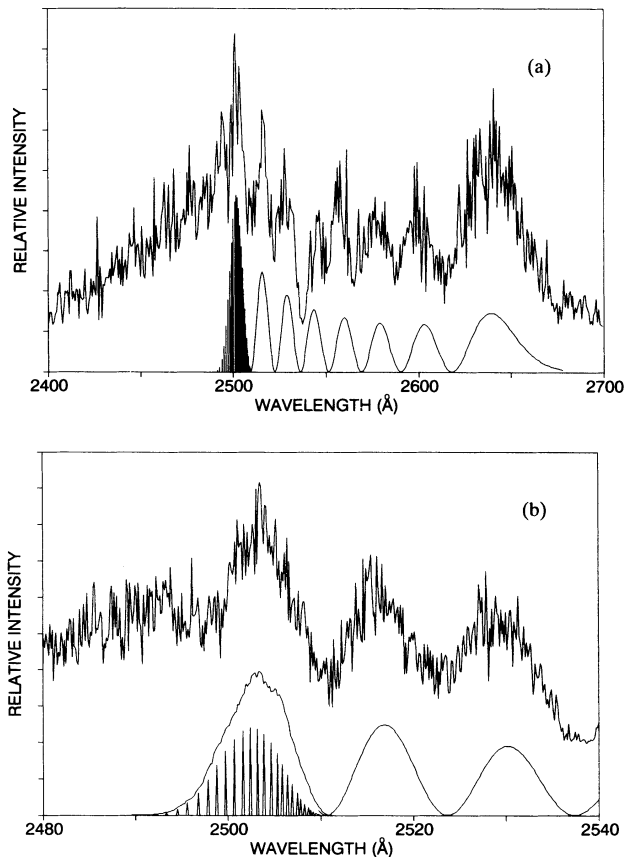 (a)
RELATIVE INTENSITY
2400
2500
2600
2700
WAVELENGTH (Å)
(b)
RELATIVE INTENSITY
2480
2500
2520
2540
WAVELENGTH (Å)